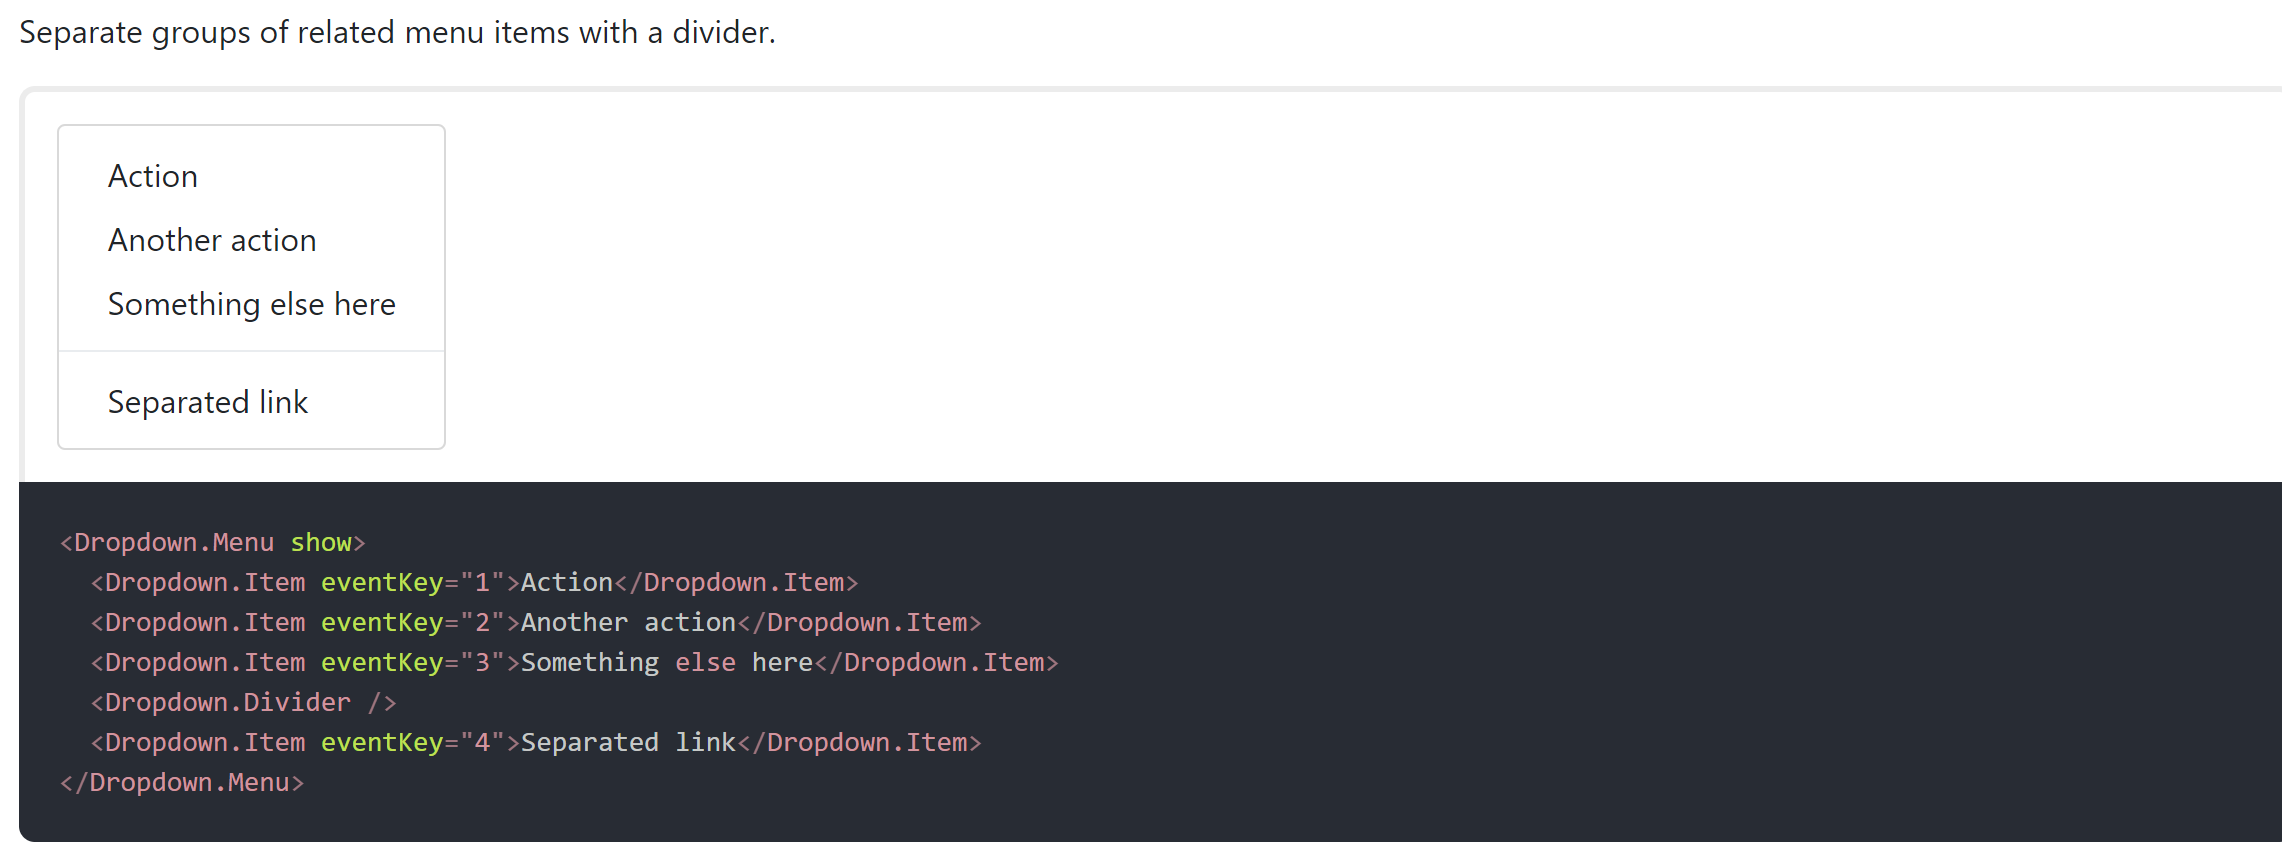 Separate groups of related menu items with a divider.
Action
Another action
Something else here
Separated link
<Dropdown.Menu show>
  <Dropdown.Item eventKey="1">Action</Dropdown.Item>
  <Dropdown.Item eventKey="2">Another action</Dropdown.Item>
  <Dropdown.Item eventKey="3">Something else here</Dropdown.Item>
  <Dropdown.Divider />
  <Dropdown.Item eventKey="4">Separated link</Dropdown.Item>
</Dropdown.Menu>